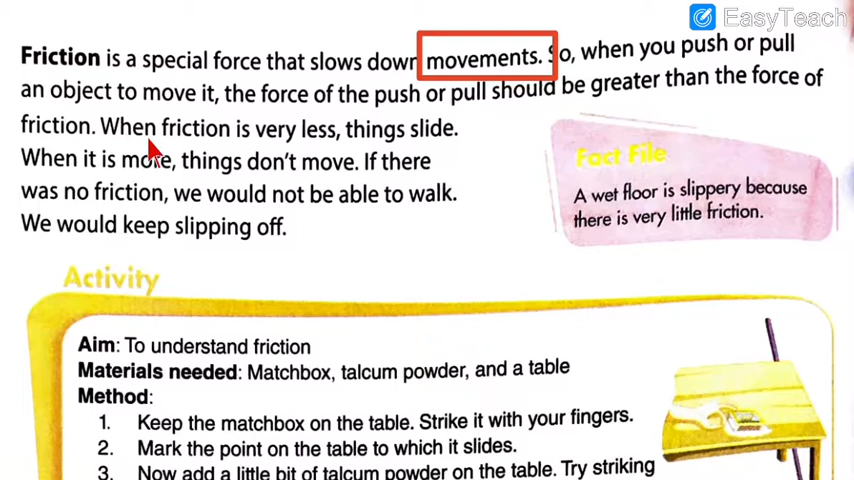 EasyTeach
Friction is a special force that slows down movements. So, when you push or pull
an object to move it, the force of the push or pull should be greater than the force of
friction. When friction is very less, things slide.
When it is more, things don't move. If there
was no friction, we would not be able to walk.
We would keep slipping off.
Fact File
A wet floor is slippery because
there is very little friction.
Activity
Aim: To understand friction
Materials needed: Matchbox, talcum powder, and a table
Method:
1. Keep the matchbox on the table. Strike it with your fingers.
2. Mark the point on the table to which it slides.
3. Now add a little bit of talcum powder on the table. Try striking